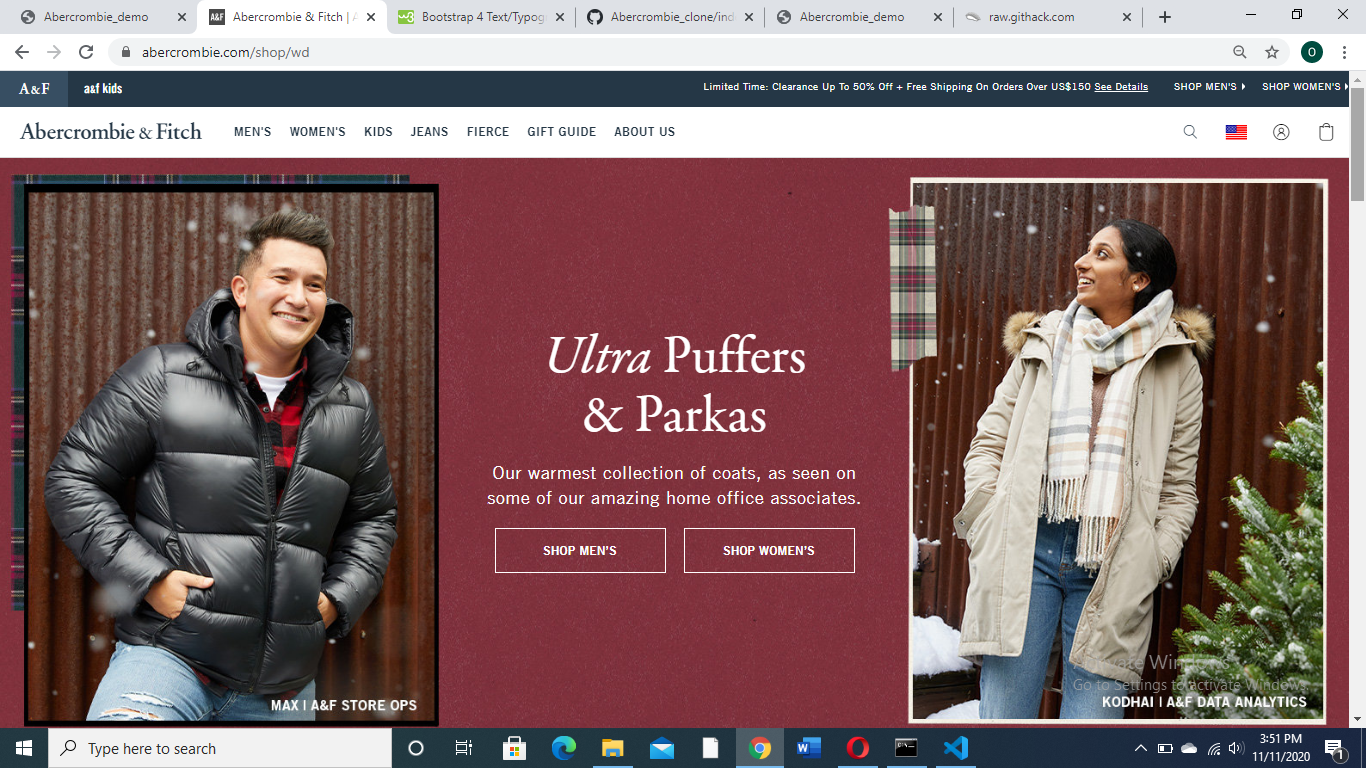 Abercrombie_demo
Abercrombie & Fitch | A
Bootstrap 4 Text/Typog
Abercrombie_clone/ind
Abercrombie_demo
raw.githack.com
abercrombie.com/shop/wd
O
A&F
a&f kids
Limited Time: Clearance Up To 50% Off + Free Shipping On Orders Over US$150 See Details
SHOP MEN'S
SHOP WOMEN'S
Abercrombie & Fitch
MEN'S
WOMEN'S
KIDS
JEANS
FIERCE
GIFT GUIDE
ABOUT US
Ultra Puffers
& Parkas
Our warmest collection of coats, as seen on
some of our amazing home office associates.
SHOP MEN'S
SHOP WOMEN'S
MAX | A&F STORE OPS
Activate Windows
Go to Settings to activate Windows.
KODHAI | A&F DATA ANALYTICS
Type here to search
3:51 PM
11/11/2020
1